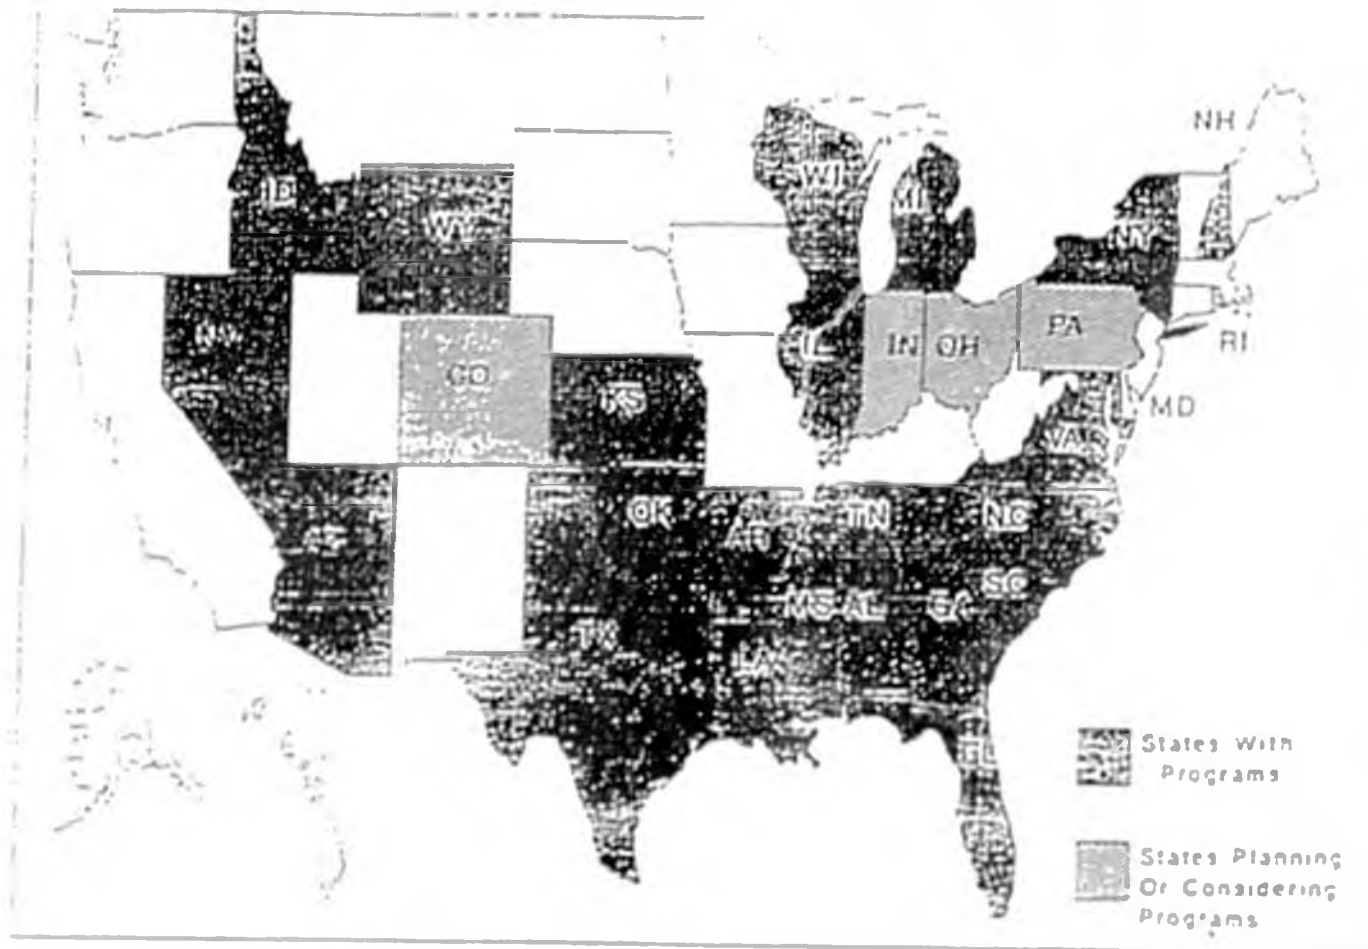 NH
WI
MI
NY
WY
NV
IL
IN
OH
PA
RI
CO
KS
MD
VA
OK
TN
NC
SC
MS
AL
GA
TX
LA
FL
States With
Programs
States Planning
Or Considering
Programs